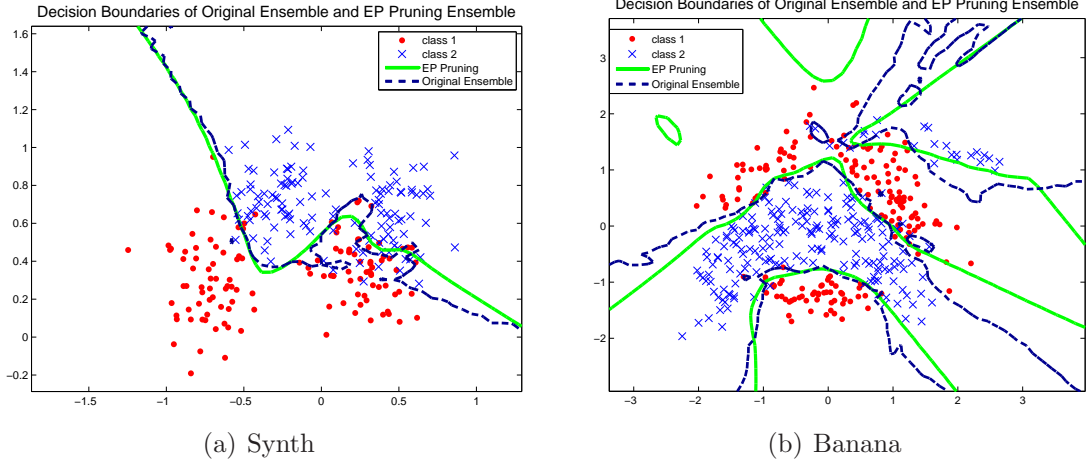 Decision Boundaries of Original Ensemble and EP Pruning Ensemble
1.6
1.4
1.2
1
0.8
0.6
0.4
0.2
0
−0.2
−1.5
−1
−0.5
0
0.5
1
class 1
class 2
EP Pruning
Original Ensemble
(a) Synth
Decision Boundaries of Original Ensemble and EP Pruning Ensemble
3
2
1
0
−1
−2
−3
−2
−1
0
1
2
3
class 1
class 2
EP Pruning
Original Ensemble
(b) Banana